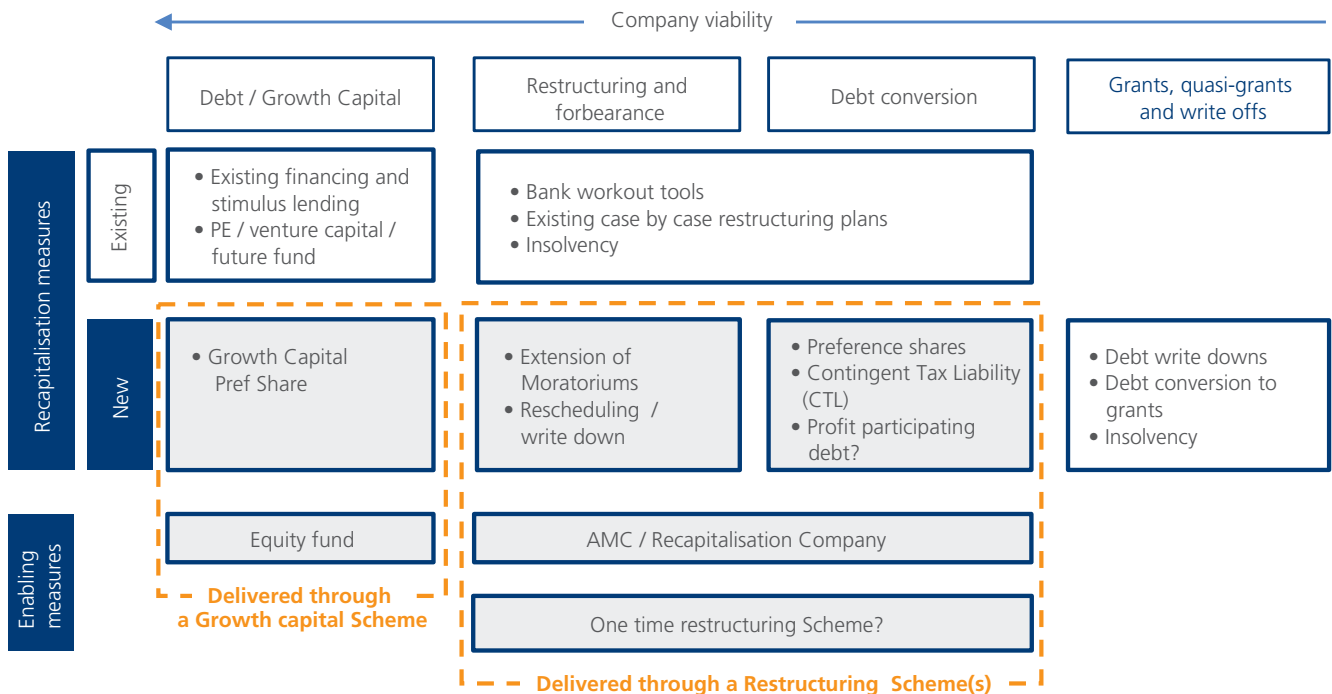 Company viability
Debt / Growth Capital
Restructuring and
forbearance
Debt conversion
Grants, quasi-grants
and write offs
Recapitalisation measures
Existing
• Existing financing and
stimulus lending
• PE / venture capital /
future fund
• Bank workout tools
• Existing case by case restructuring plans
• Insolvency
New
• Growth Capital
Pref Share
• Extension of
Moratoriums
• Rescheduling /
write down
• Preference shares
• Contingent Tax Liability
(CTL)
• Profit participating
debt?
• Debt write downs
• Debt conversion to
grants
• Insolvency
Enabling
measures
Equity fund
AMC / Recapitalisation Company
Delivered through
a Growth capital Scheme
One time restructuring Scheme?
Delivered through a Restructuring Scheme(s)